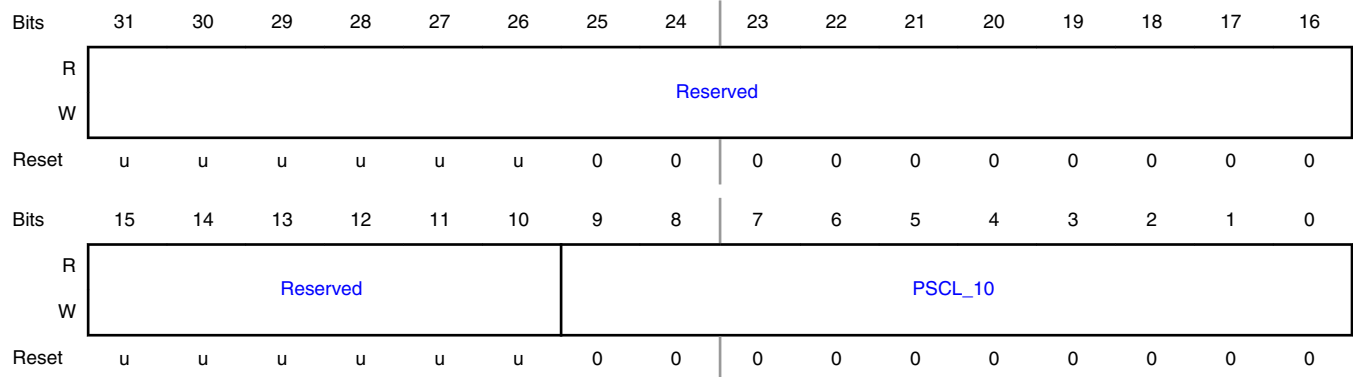 Bits 31 30 29 28 27 26 25 24 23 22 21 20 19 18 17 16
R
Reserved
W
Reset u u u u u u 0 0 0 0 0 0 0 0 0 0
Bits 15 14 13 12 11 10 9 8 7 6 5 4 3 2 1 0
R
Reserved PSCL_10
W
Reset u u u u u u 0 0 0 0 0 0 0 0 0 0